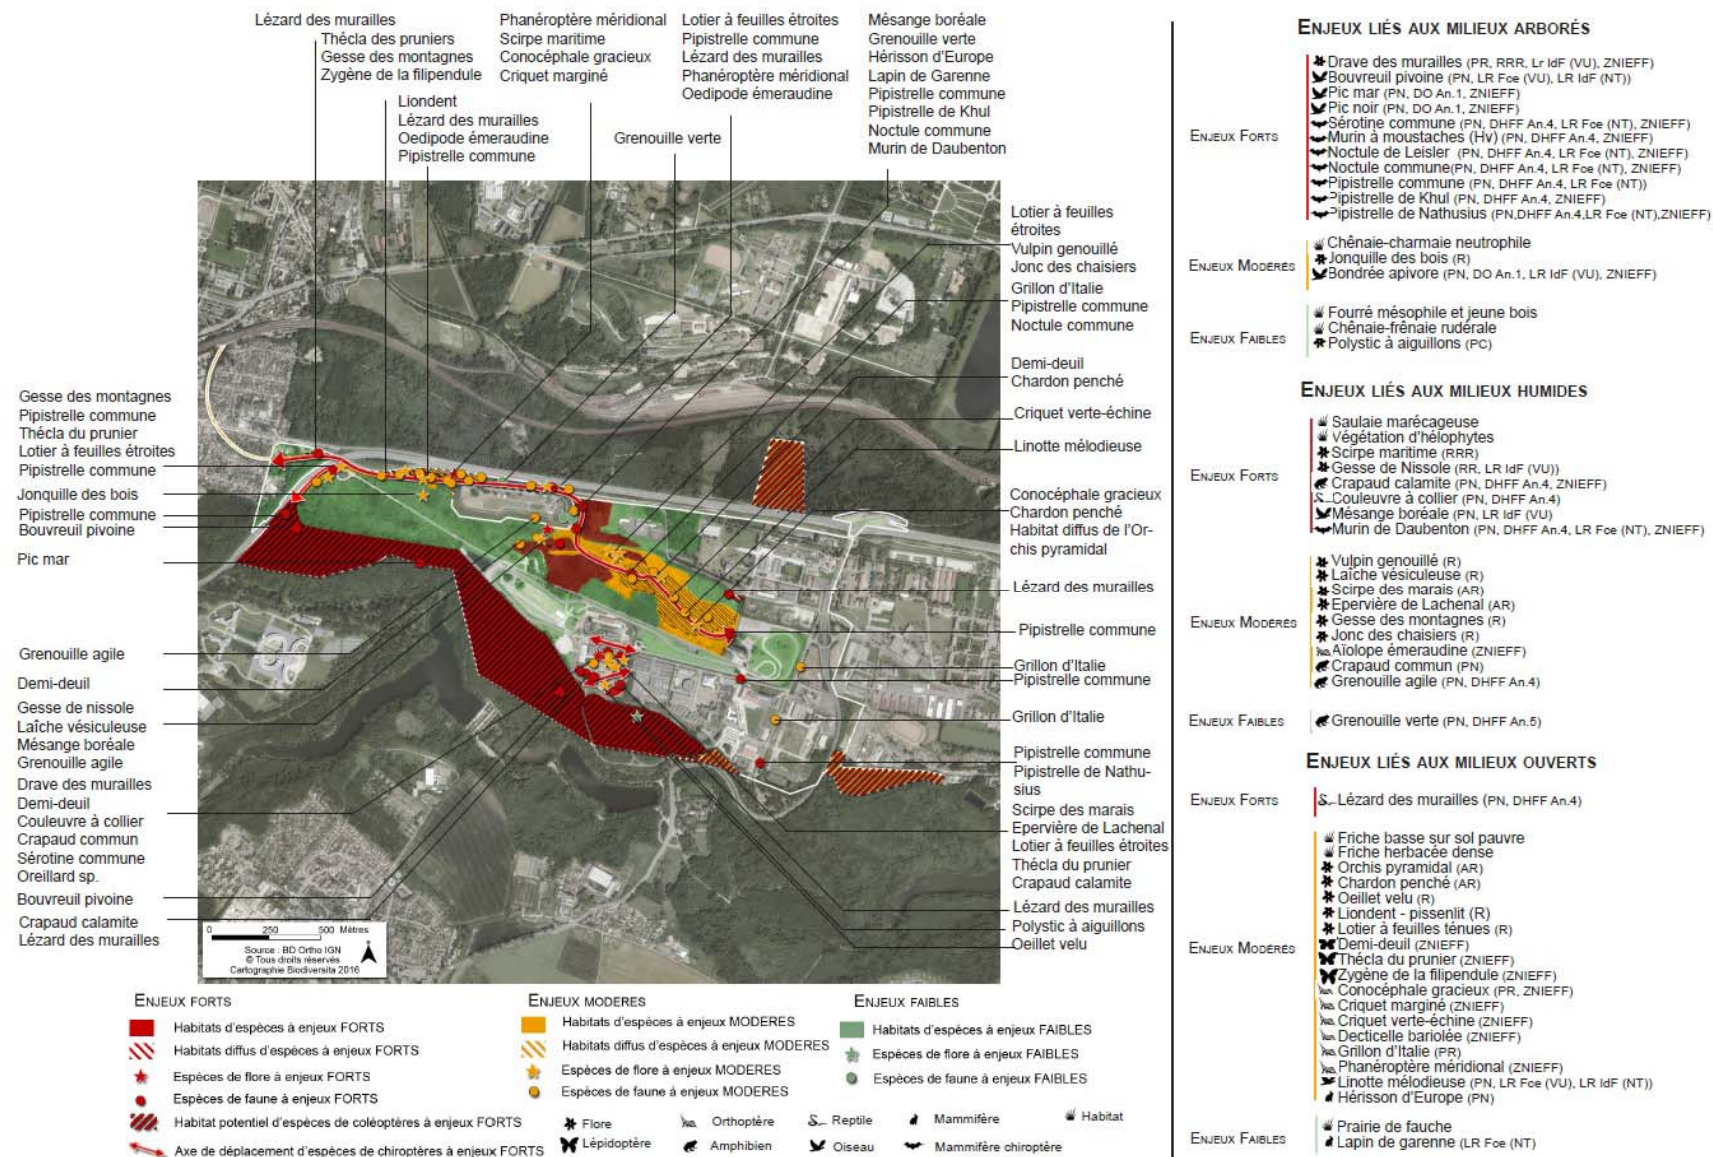 Lézard des murailles
Thécla des pruniers
Gesse des montagnes
Zygène de la filipendule
Liondent
Lézard des murailles
Oedipode émeraudine
Pipistrelle commune
Phanéroptère méridional
Scirpe maritime
Conocéphale gracieux
Criquet marginé
Grenouille verte
Lotier à feuilles étroites
Pipistrelle commune
Lézard des murailles
Phanéroptère méridional
Oedipode émeraudine
Mésange boréale
Grenouille verte
Hérisson d'Europe
Lapin de Garenne
Pipistrelle commune
Pipistrelle de Khul
Noctule commune
Murin de Daubenton
Lotier à feuilles
étroites
Vulpin genouillé
Jonc des chaisiers
Grillon d'Italie
Pipistrelle commune
Noctule commune
Demi-deuil
Chardon penché
Criquet verte-échine
Linotte mélodieuse
Conocéphale gracieux
Chardon penché
Habitat diffus de l'Or-
chis pyramidal
Lézard des murailles
Pipistrelle commune
Grillon d'Italie
Pipistrelle commune
Grillon d'Italie
Pipistrelle commune
Pipistrelle de Nathu-
sius
Scirpe des marais
Epervière de Lachenal
Lotier à feuilles étroites
Thécla du prunier
Crapaud calamite
Lézard des murailles
Polystic à aiguillons
Oeillet velu
Gesse des montagnes
Pipistrelle commune
Thécla du prunier
Lotier à feuilles étroites
Pipistrelle commune
Jonquille des bois
Pipistrelle commune
Bouvreuil pivoine
Pic mar
Grenouille agile
Demi-deuil
Gesse de nissole
Laîche vésiculeuse
Mésange boréale
Grenouille agile
Drave des murailles
Demi-deuil
Couleuvre à collier
Crapaud commun
Sérotine commune
Oreillard sp.
Bouvreuil pivoine
Crapaud calamite
Lézard des murailles
0 250 500 Mètres
Source : BD Ortho IGN
© Tous droits réservés
Cartographie Biodiversita 2016
ENJEUX FORTS
Habitats d'espèces à enjeux FORTS
Habitats diffus d'espèces à enjeux FORTS
Espèces de flore à enjeux FORTS
Espèces de faune à enjeux FORTS
Habitat potentiel d'espèces de coléoptères à enjeux FORTS
Axe de déplacement d'espèces de chiroptères à enjeux FORTS
ENJEUX MODERES
Habitats d'espèces à enjeux MODERES
Habitats diffus d'espèces à enjeux MODERES
Espèces de flore à enjeux MODERES
Espèces de faune à enjeux MODERES
ENJEUX FAIBLES
Habitats d'espèces à enjeux FAIBLES
Espèces de flore à enjeux FAIBLES
Espèces de faune à enjeux FAIBLES
Flore Orthoptère Reptile Mammifère Habitat
Lépidoptère Amphibien Oiseau Mammifère chiroptère
ENJEUX LIÉS AUX MILIEUX ARBORÉS
ENJEUX FORTS
Drave des murailles (PR, RRR, Lr IdF (VU), ZNIEFF)
Bouvreuil pivoine (PN, LR Fce (VU), LR IdF (NT))
Pic mar (PN, DO An.1, ZNIEFF)
Pic noir (PN, DO An.1, ZNIEFF)
Sérotine commune (PN, DHFF An.4, LR Fce (NT), ZNIEFF)
Murin à moustaches (Hv) (PN, DHFF An.4, ZNIEFF)
Noctule de Leisler (PN, DHFF An.4, LR Fce (NT), ZNIEFF)
Noctule commune(PN, DHFF An.4, LR Fce (NT), ZNIEFF)
Pipistrelle commune (PN, DHFF An.4, LR Fce (NT))
Pipistrelle de Khul (PN, DHFF An.4, ZNIEFF)
Pipistrelle de Nathusius (PN,DHFF An.4,LR Fce (NT),ZNIEFF)
ENJEUX MODÉRÉS
Chênaie-charmaie neutrophile
Jonquille des bois (R)
Bondrée apivore (PN, DO An.1, LR IdF (VU), ZNIEFF)
ENJEUX FAIBLES
Fourré mésophile et jeune bois
Chênaie-frênaie rudérale
Polystic à aiguillons (PC)
ENJEUX LIÉS AUX MILIEUX HUMIDES
ENJEUX FORTS
Saulaie marécageuse
Végétation d'hélophytes
Scirpe maritime (RRR)
Gesse de Nissole (RR, LR IdF (VU))
Crapaud calamite (PN, DHFF An.4, ZNIEFF)
Couleuvre à collier (PN, DHFF An.4)
Mésange boréale (PN, LR IdF (VU)
Murin de Daubenton (PN, DHFF An.4, LR Fce (NT), ZNIEFF)
ENJEUX MODÉRÉS
Vulpin genouillé (R)
Laîche vésiculeuse (R)
Scirpe des marais (AR)
Epervière de Lachenal (AR)
Gesse des montagnes (R)
Jonc des chaisiers (R)
Aïolope émeraudine (ZNIEFF)
Crapaud commun (PN)
Grenouille agile (PN, DHFF An.4)
ENJEUX FAIBLES
Grenouille verte (PN, DHFF An.5)
ENJEUX LIÉS AUX MILIEUX OUVERTS
ENJEUX FORTS
Lézard des murailles (PN, DHFF An.4)
ENJEUX MODÉRÉS
Friche basse sur sol pauvre
Friche herbacée dense
Orchis pyramidal (AR)
Chardon penché (AR)
Oeillet velu (R)
Liondent - pissenlit (R)
Lotier à feuilles ténues (R)
Demi-deuil (ZNIEFF)
Thécla du prunier (ZNIEFF)
Zygène de la filipendule (ZNIEFF)
Conocéphale gracieux (PR, ZNIEFF)
Criquet marginé (ZNIEFF)
Criquet verte-échine (ZNIEFF)
Decticelle bariolée (ZNIEFF)
Grillon d'Italie (PR)
Phanéroptère méridional (ZNIEFF)
Linotte mélodieuse (PN, LR Fce (VU), LR IdF (NT))
Hérisson d'Europe (PN)
ENJEUX FAIBLES
Prairie de fauche
Lapin de garenne (LR Fce (NT)